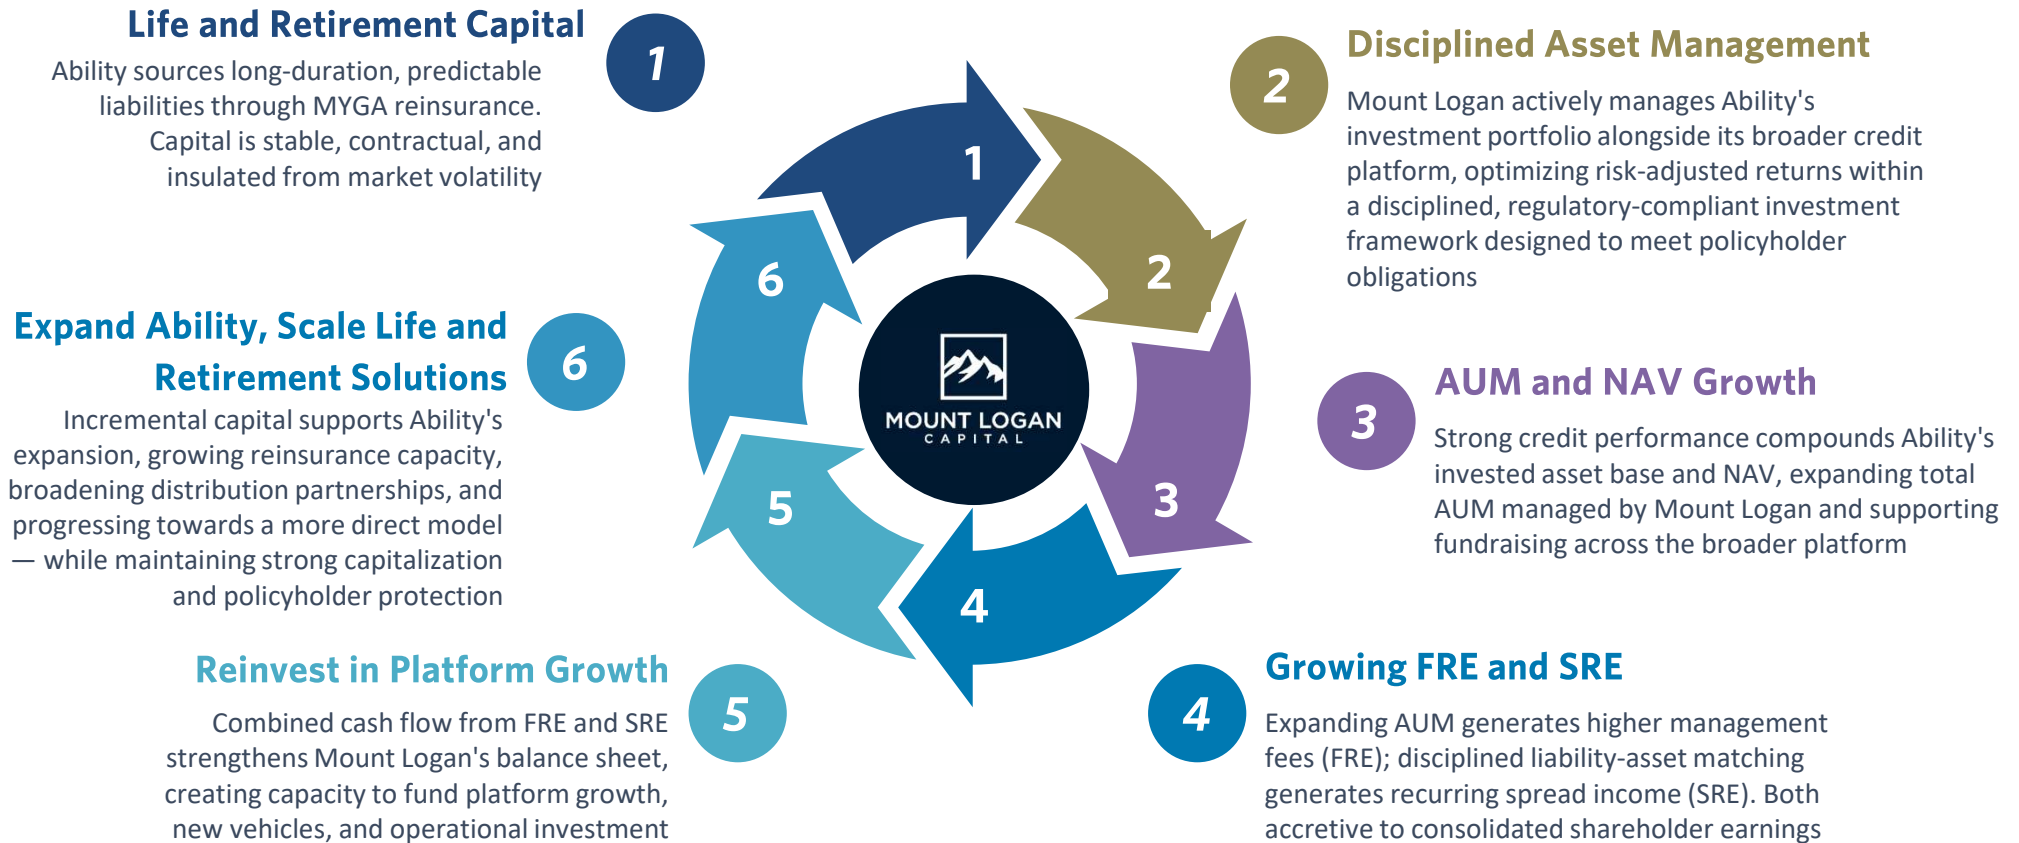 Life and Retirement Capital
1
Ability sources long-duration, predictable
liabilities through MYGA reinsurance.
Capital is stable, contractual, and
insulated from market volatility
2
Disciplined Asset Management
Mount Logan actively manages Ability's
investment portfolio alongside its broader credit
platform, optimizing risk-adjusted returns within
a disciplined, regulatory-compliant investment
framework designed to meet policyholder
obligations
3
AUM and NAV Growth
Strong credit performance compounds Ability's
invested asset base and NAV, expanding total
AUM managed by Mount Logan and supporting
fundraising across the broader platform
4
Growing FRE and SRE
Expanding AUM generates higher management
fees (FRE); disciplined liability-asset matching
generates recurring spread income (SRE). Both
accretive to consolidated shareholder earnings
Reinvest in Platform Growth
5
Combined cash flow from FRE and SRE
strengthens Mount Logan's balance sheet,
creating capacity to fund platform growth,
new vehicles, and operational investment
Expand Ability, Scale Life and
Retirement Solutions
6
Incremental capital supports Ability's
expansion, growing reinsurance capacity,
broadening distribution partnerships, and
progressing towards a more direct model
— while maintaining strong capitalization
and policyholder protection
1
2
3
4
5
6
MOUNT LOGAN
CAPITAL